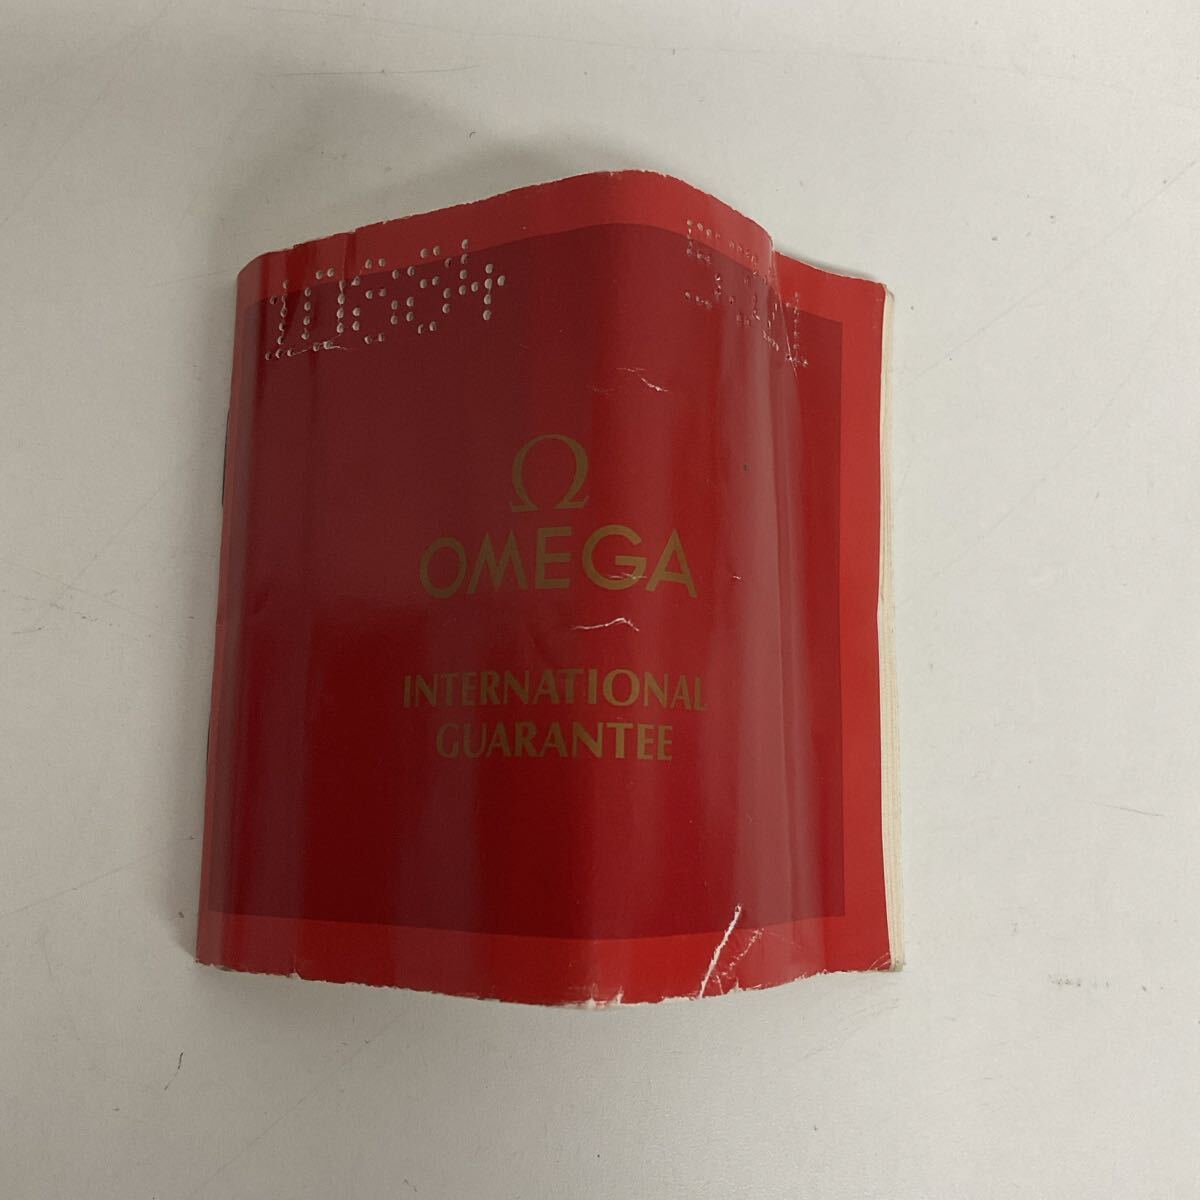 Ω
OMEGA
INTERNATIONAL
GUARANTEE